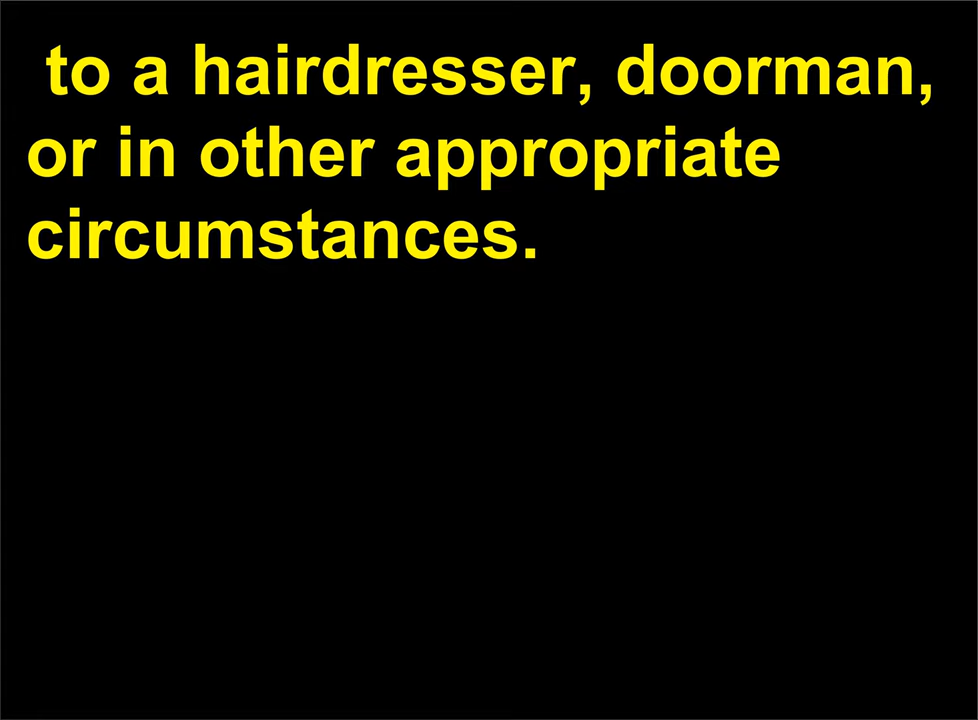 to a hairdresser, doorman,
or in other appropriate
circumstances.